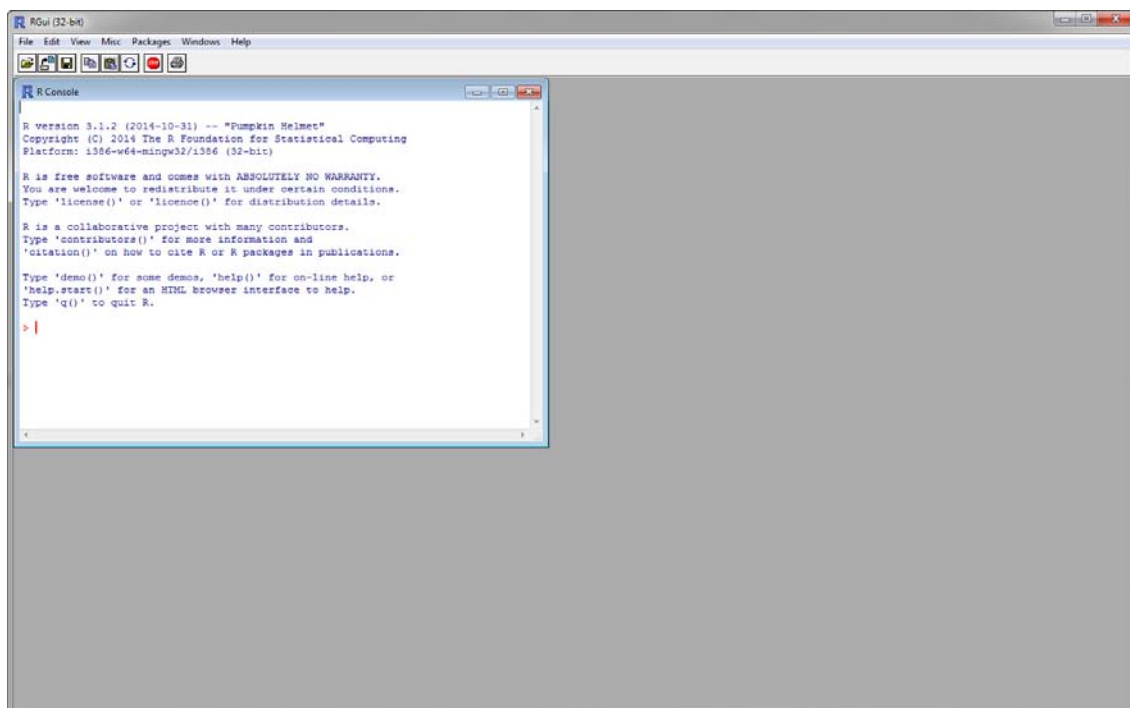 RGui (32-bit)
File Edit View Misc Packages Windows Help
STOP
R Console
R version 3.1.2 (2014-10-31) -- "Pumpkin Helmet"
Copyright (C) 2014 The R Foundation for Statistical Computing
Platform: i386-w64-mingw32/i386 (32-bit)
R is free software and comes with ABSOLUTELY NO WARRANTY.
You are welcome to redistribute it under certain conditions.
Type 'license()' or 'licence()' for distribution details.
R is a collaborative project with many contributors.
Type 'contributors()' for more information and
'citation()' on how to cite R or R packages in publications.
Type 'demo()' for some demos, 'help()' for on-line help, or
'help.start()' for an HTML browser interface to help.
Type 'q()' to quit R.
>